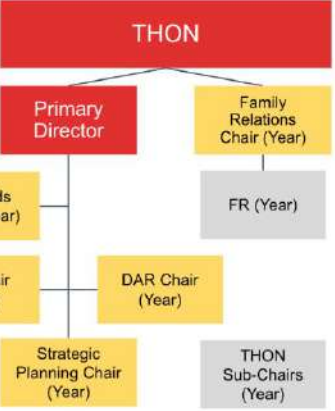 THON
Primary
Director
Family
Relations
Chair (Year)
FR (Year)
DAR Chair
(Year)
Strategic
Planning Chair
(Year)
THON
Sub-Chairs
(Year)